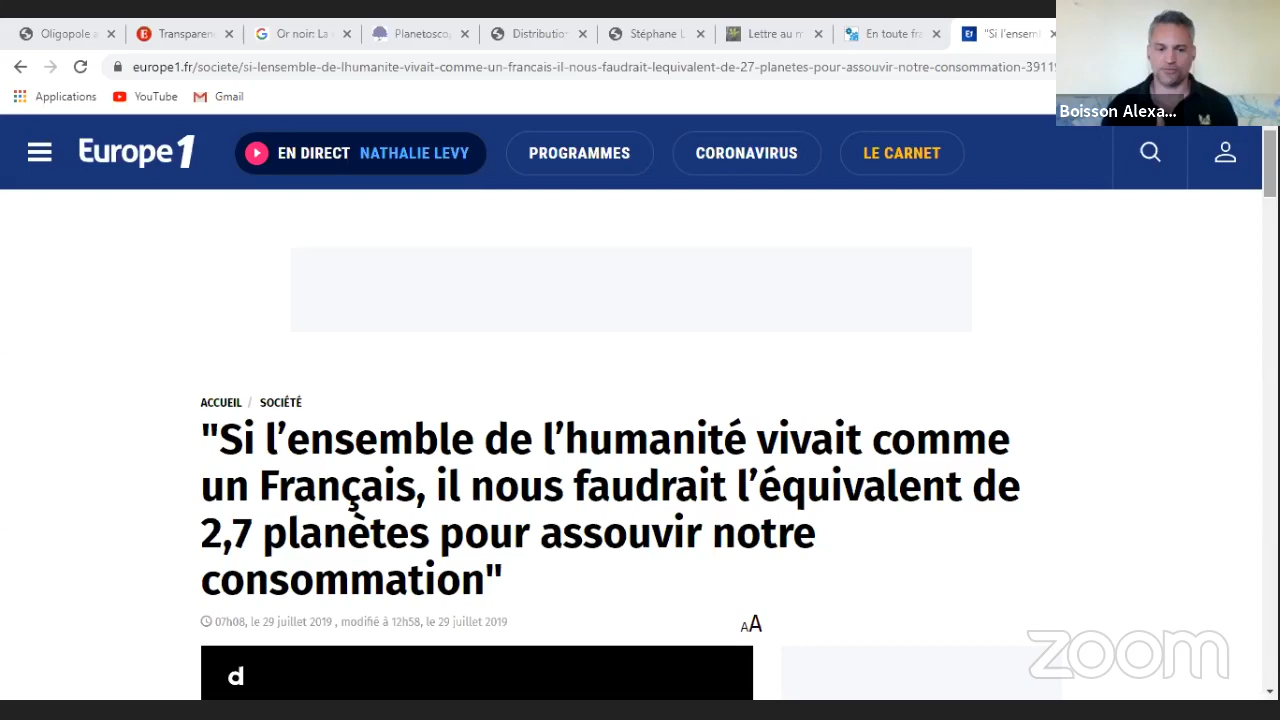 Oligopole a
Transparen
Or noir: La
Planetosco
Distribution
Stéphane L
Lettre au m
En toute fra
"Si l'ensem
europe1.fr/societe/si-lensemble-de-lhumanite-vivait-comme-un-francais-il-nous-faudrait-lequivalent-de-27-planetes-pour-assouvir-notre-consommation-39119
Boisson Alexa...
Applications
YouTube
Gmail
Europe 1
EN DIRECT NATHALIE LEVY
PROGRAMMES
CORONAVIRUS
LE CARNET
ACCUEIL / SOCIÉTÉ
"Si l’ensemble de l’humanité vivait comme
un Français, il nous faudrait l’équivalent de
2,7 planètes pour assouvir notre
consommation"
07h08, le 29 juillet 2019 , modifié à 12h58, le 29 juillet 2019
AA
d
zoom